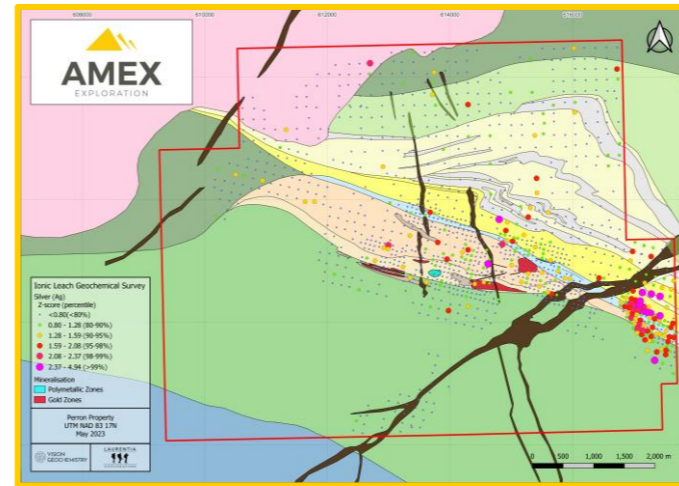 608000 610000 612000 614000 616000
AMEX
EXPLORATION
Ionic Leach Geochemical Survey
Silver (Ag)
Z-score (percentile)
<0.80(<80%)
0.80 - 1.28 (80-90%)
1.28 - 1.59 (90-95%)
1.59 - 2.08 (95-98%)
2.08 - 2.37 (98-99%)
2.37 - 4.94 (>99%)
Mineralisation
Polymetallic Zones
Gold Zones
Perron Property
UTM NAD 83 17N
May 2023
VISION
GEOCHEMISTRY
LAURENTIA
0 500 1,000 1,500 2,000 m